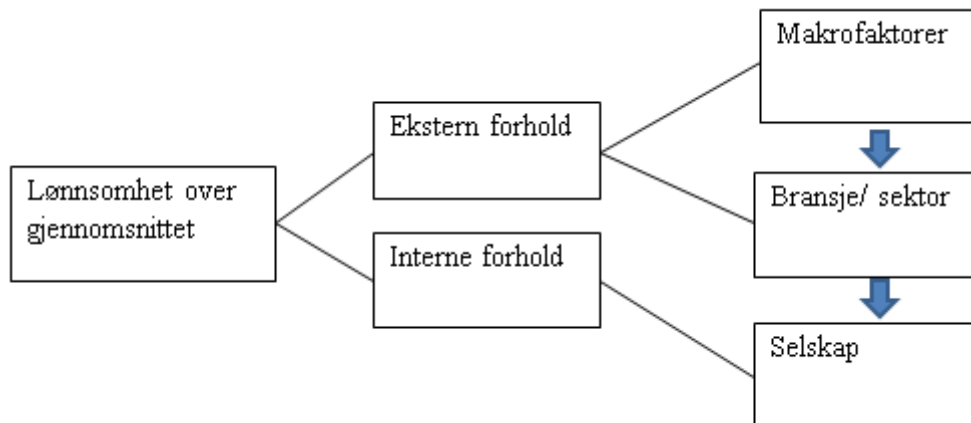 Makrofaktorer
Ekstern forhold
Lønnsomhet over
gjennomsnittet
Bransje/ sektor
Interne forhold
Selskap